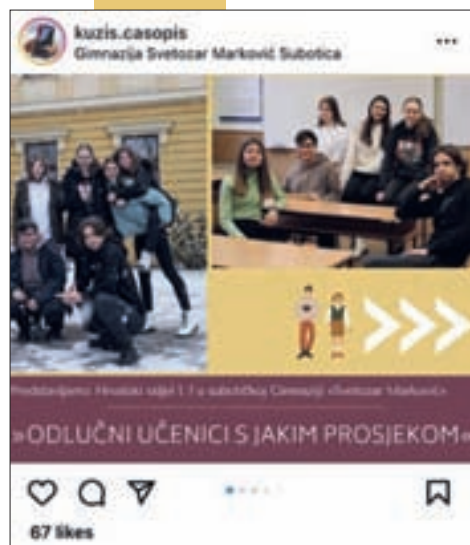 kuzis.casopis
Gimnazija Svetozar Marković Subotica
Predstavljamo: Hrvatski odjel 1.7 u subotičkoj Gimnaziji »Svetozar Marković«
»ODLUČNI UČENICI S JAKIM PROSJEKOM«
67 likes